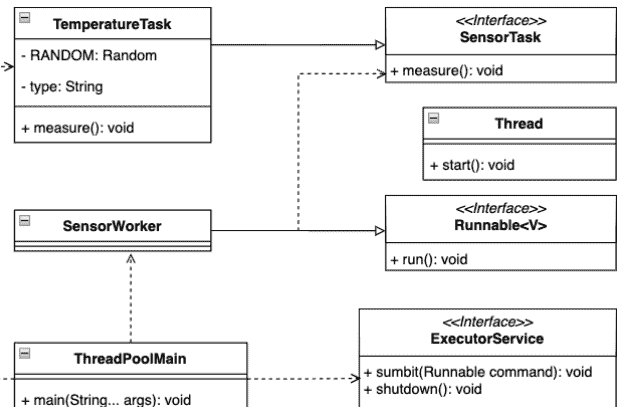 TemperatureTask
- RANDOM: Random
- type: String
+ measure(): void
<<Interface>>
SensorTask
+ measure(): void
Thread
+ start(): void
SensorWorker
<<Interface>>
Runnable<V>
+ run(): void
ThreadPoolMain
+ main(String... args): void
<<Interface>>
ExecutorService
+ sumbit(Runnable command): void
+ shutdown(): void